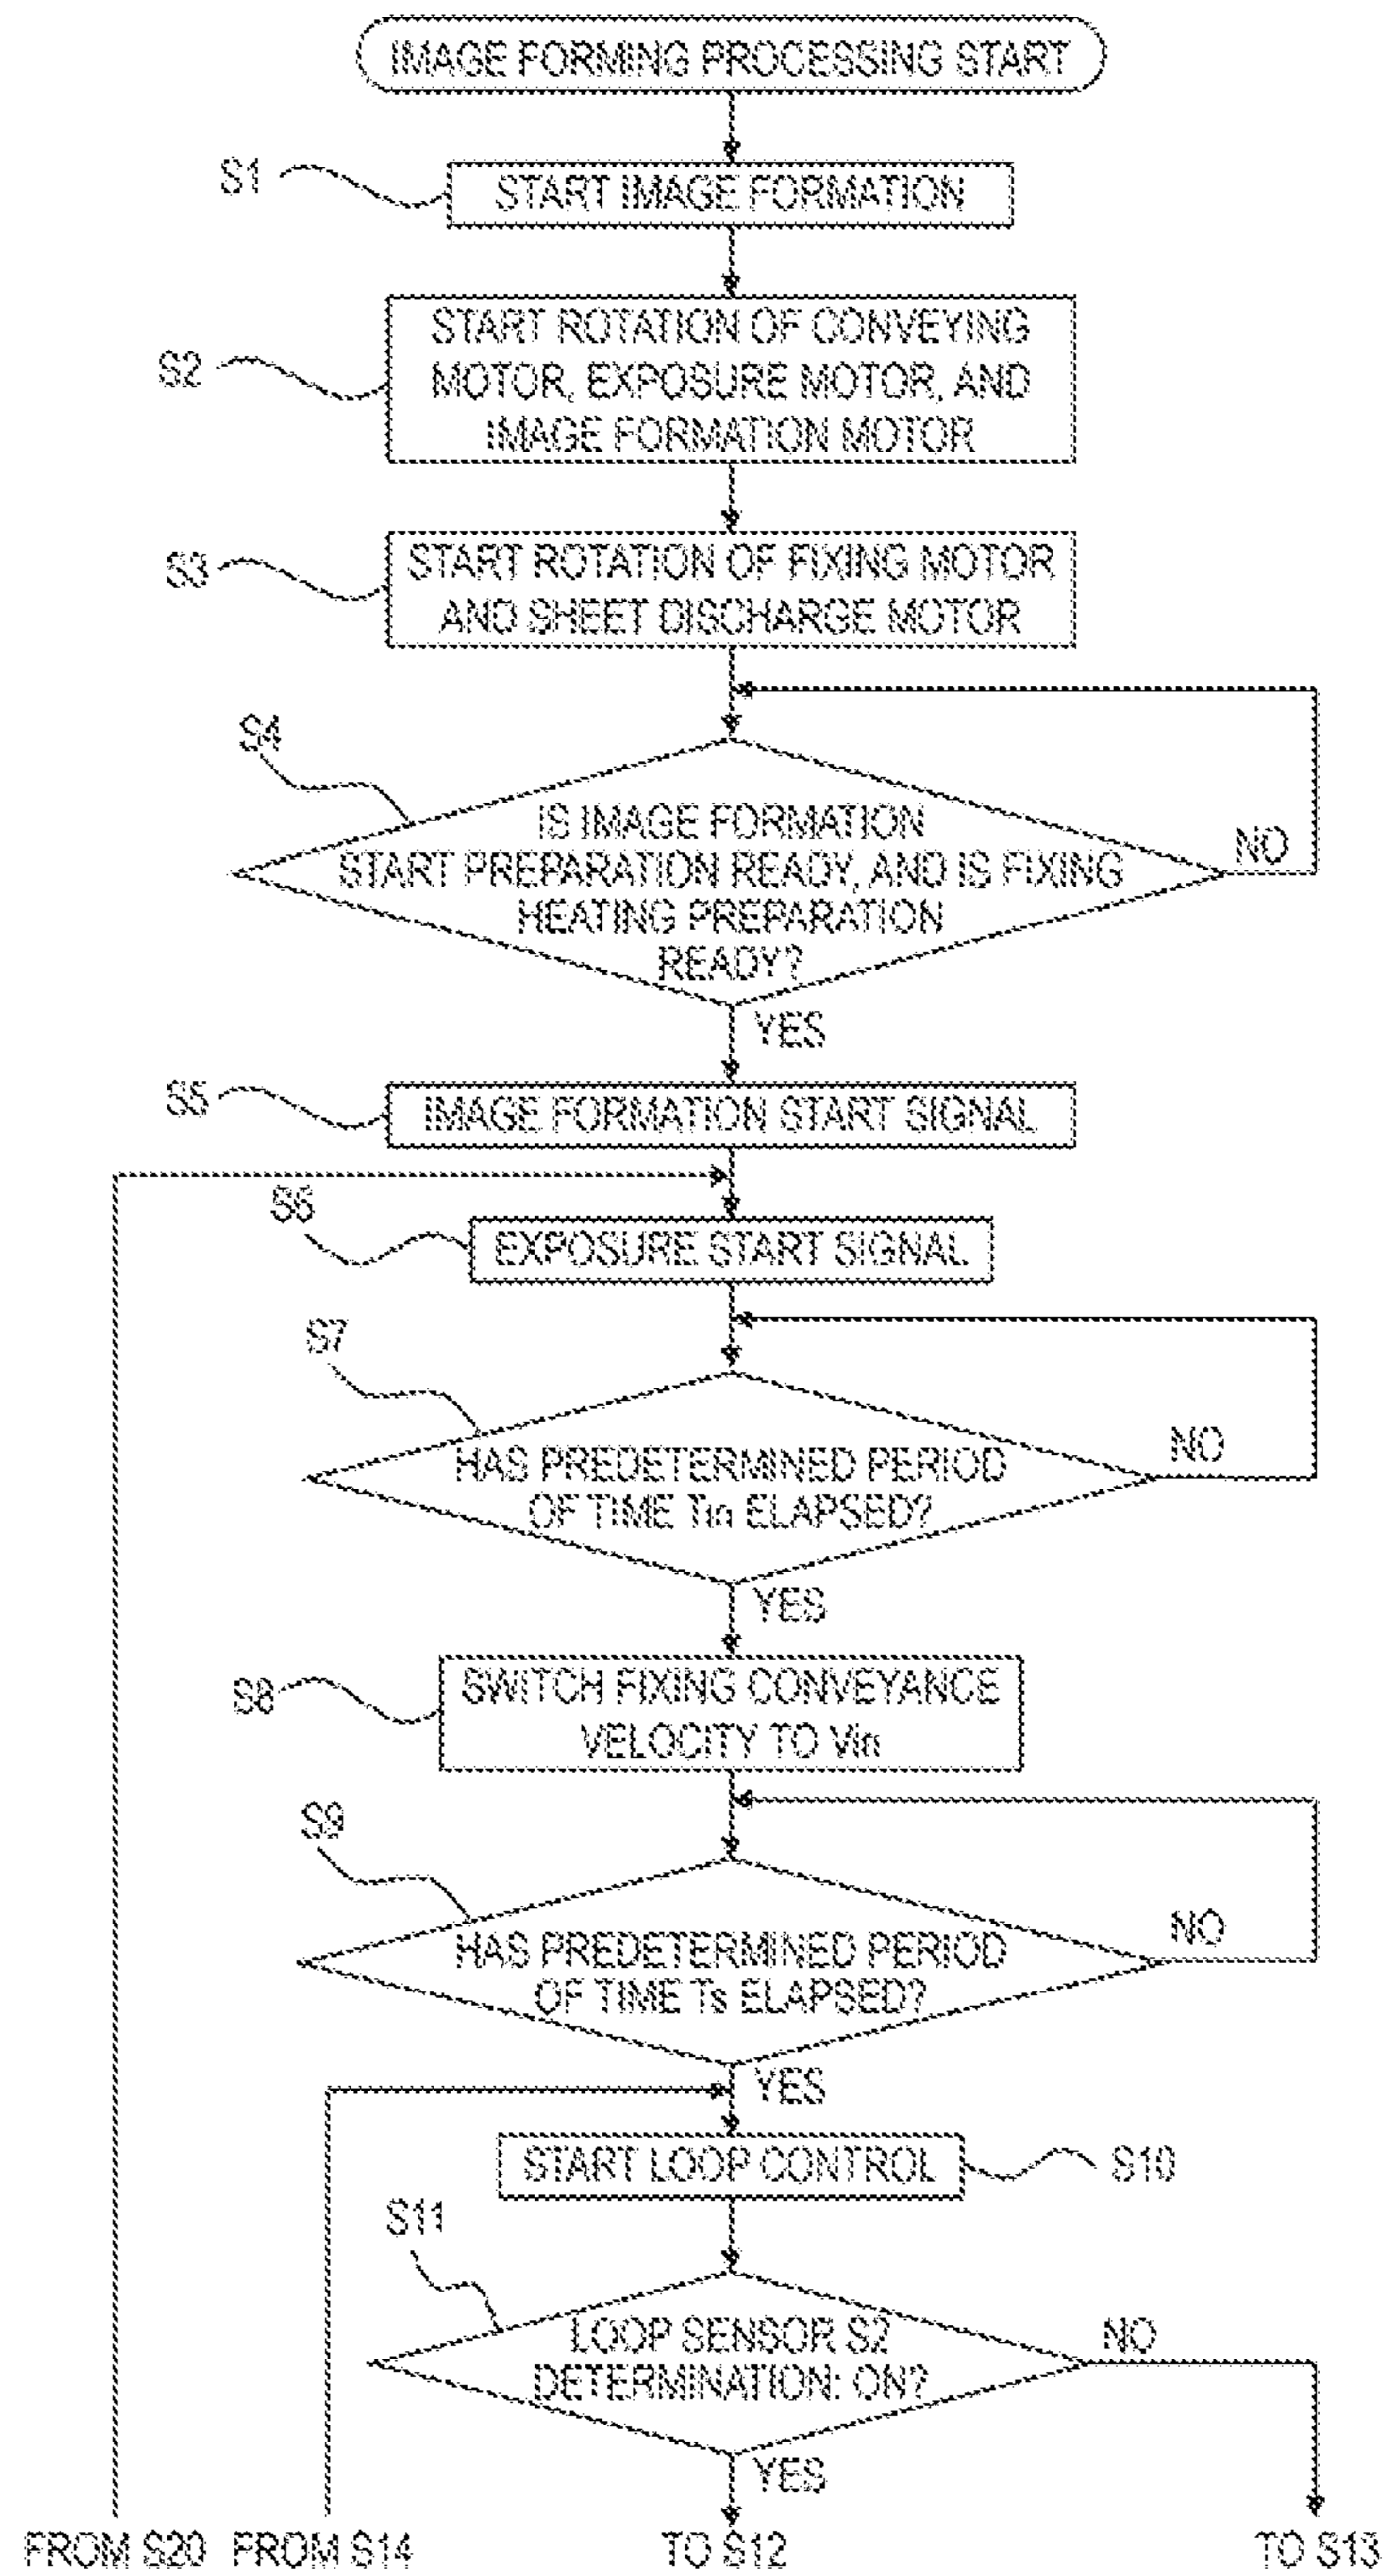 IMAGE FORMING PROCESSING START
S1
START IMAGE FORMATION
S2
START ROTATION OF CONVEYING
MOTOR, EXPOSURE MOTOR, AND
IMAGE FORMATION MOTOR
S3
START ROTATION OF FIXING MOTOR
AND SHEET DISCHARGE MOTOR
S4
IS IMAGE FORMATION
START PREPARATION READY, AND IS FIXING
HEATING PREPARATION
READY?
NO
YES
S5
IMAGE FORMATION START SIGNAL
S6
EXPOSURE START SIGNAL
S7
HAS PREDETERMINED PERIOD
OF TIME Tin ELAPSED?
NO
YES
S8
SWITCH FIXING CONVEYANCE
VELOCITY TO Vin
S9
HAS PREDETERMINED PERIOD
OF TIME Ts ELAPSED?
NO
YES
START LOOP CONTROL
S10
S11
LOOP SENSOR S2
DETERMINATION: ON?
NO
YES
FROM S20
FROM S14
TO S12
TO S13